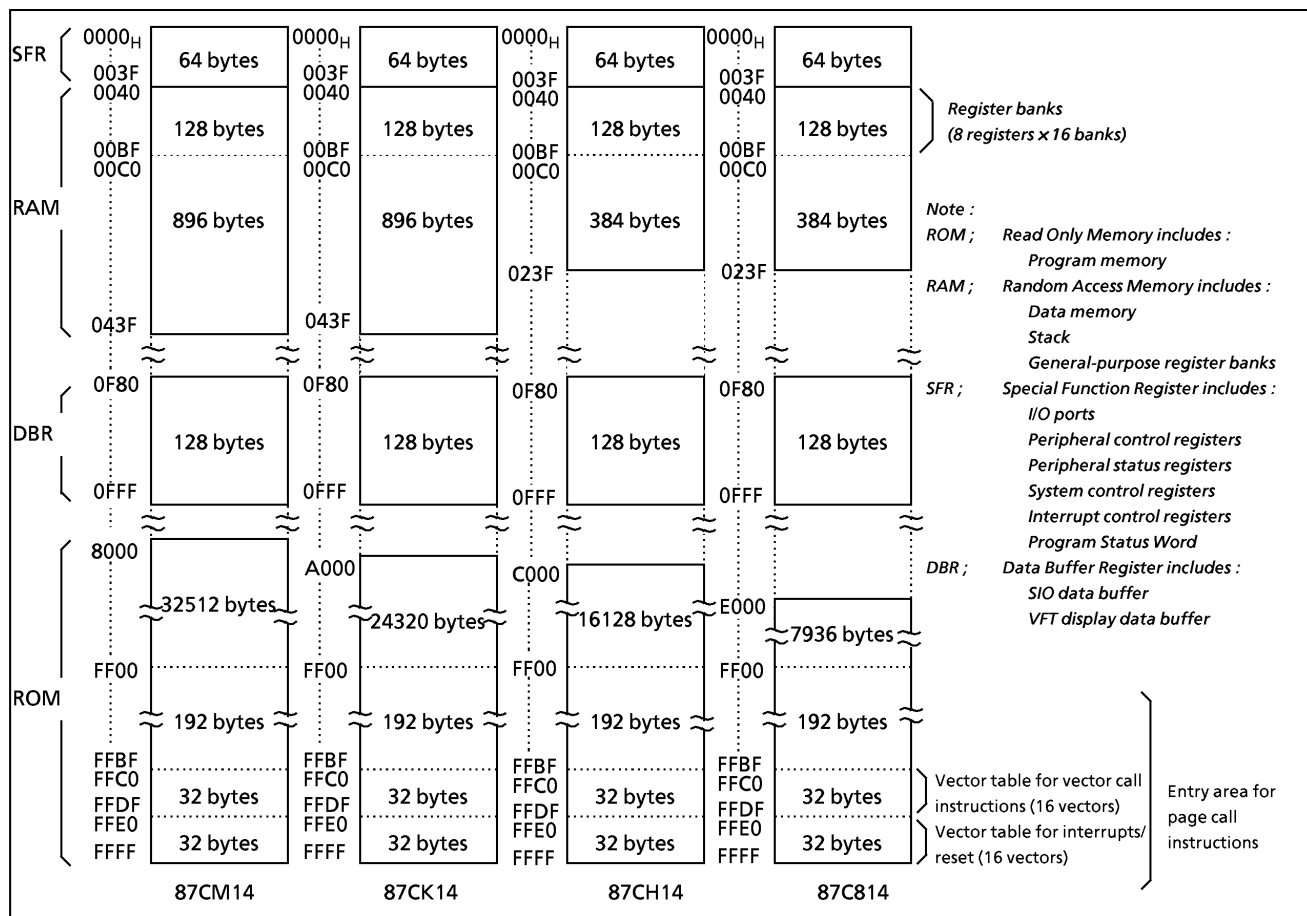 SFR
RAM
DBR
ROM
0000H
003F
0040
00BF
00C0
043F
0F80
0FFF
8000
FF00
FFBF
FFC0
FFDF
FFE0
FFFF
64 bytes
128 bytes
896 bytes
128 bytes
32512 bytes
192 bytes
32 bytes
32 bytes
87CM14
0000H
003F
0040
00BF
00C0
043F
0F80
0FFF
A000
FF00
FFBF
FFC0
FFDF
FFE0
FFFF
64 bytes
128 bytes
896 bytes
128 bytes
24320 bytes
192 bytes
32 bytes
32 bytes
87CK14
0000H
003F
0040
00BF
00C0
023F
0F80
0FFF
C000
FF00
FFBF
FFC0
FFDF
FFE0
FFFF
64 bytes
128 bytes
384 bytes
128 bytes
16128 bytes
192 bytes
32 bytes
32 bytes
87CH14
0000H
003F
0040
00BF
00C0
023F
0F80
0FFF
E000
FF00
FFBF
FFC0
FFDF
FFE0
FFFF
64 bytes
128 bytes
384 bytes
128 bytes
7936 bytes
192 bytes
32 bytes
32 bytes
87C814
Register banks
(8 registers × 16 banks)
Note :
ROM ; Read Only Memory includes :
Program memory
RAM ; Random Access Memory includes :
Data memory
Stack
General-purpose register banks
SFR ; Special Function Register includes :
I/O ports
Peripheral control registers
Peripheral status registers
System control registers
Interrupt control registers
Program Status Word
DBR ; Data Buffer Register includes :
SIO data buffer
VFT display data buffer
Vector table for vector call
instructions (16 vectors)
Vector table for interrupts/
reset (16 vectors)
Entry area for
page call
instructions